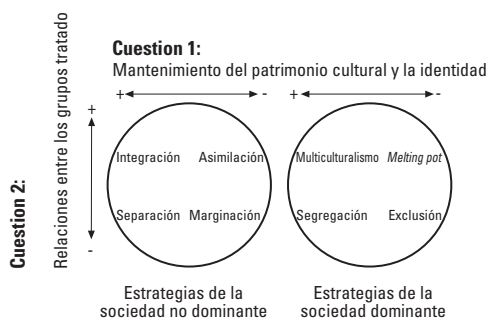 Cuestion 1:
Mantenimiento del patrimonio cultural y la identidad
+ - + -
Cuestion 2:
Relaciones entre los grupos tratado
+
-
Integración Asimilación
Separación Marginación
Multiculturalismo Melting pot
Segregación Exclusión
Estrategias de la
sociedad no dominante
Estrategias de la
sociedad dominante